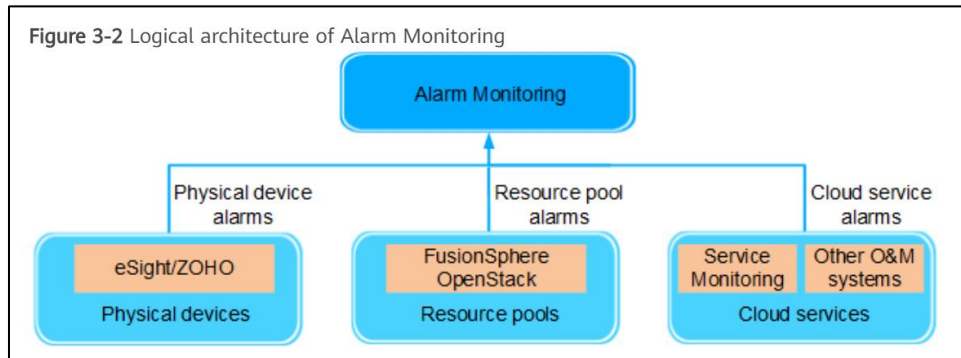 Figure 3-2 Logical architecture of Alarm Monitoring
Alarm Monitoring
Physical device
alarms
Resource pool
alarms
Cloud service
alarms
eSight/ZOHO
Physical devices
FusionSphere
OpenStack
Resource pools
Service
Monitoring
Other O&M
systems
Cloud services